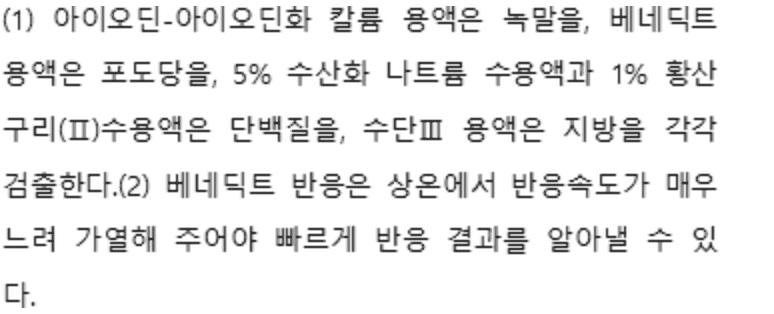 (1) 아이오딘-아이오딘화 칼륨 용액은 녹말을, 베네딕트
용액은 포도당을, 5% 수산화 나트륨 수용액과 1% 황산
구리(Ⅱ)수용액은 단백질을, 수단Ⅲ 용액은 지방을 각각
검출한다.(2) 베네딕트 반응은 상온에서 반응속도가 매우
느려 가열해 주어야 빠르게 반응 결과를 알아낼 수 있
다.